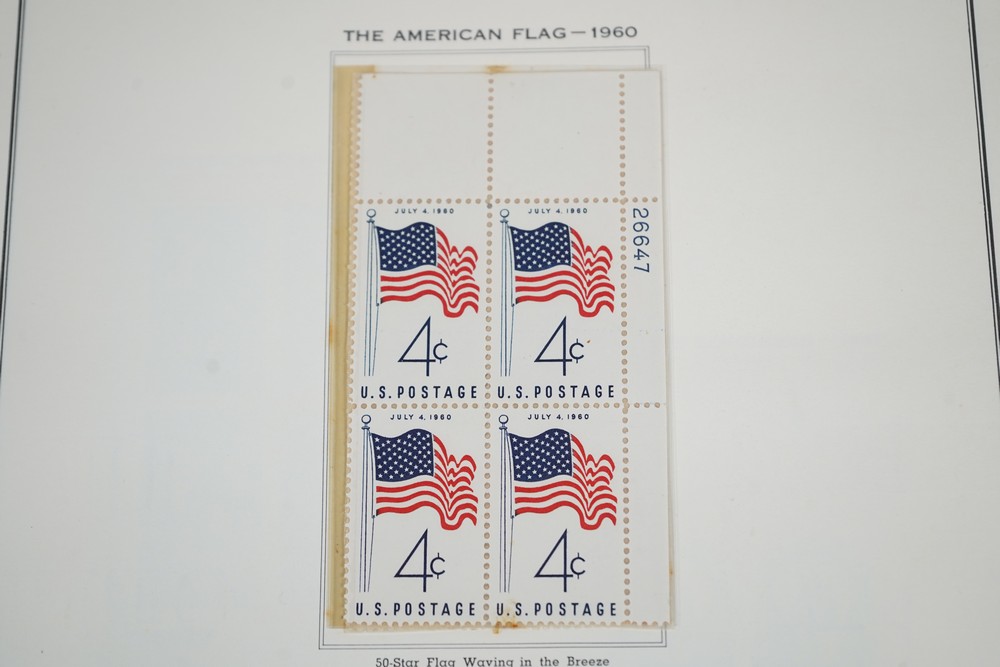 THE AMERICAN FLAG — 1960
JULY 4, 1960
JULY 4, 1960
26647
4¢
4¢
U.S. POSTAGE
U.S. POSTAGE
JULY 4, 1960
JULY 4, 1960
4¢
4¢
U.S. POSTAGE
U.S. POSTAGE
50-Star Flag Waving in the Breeze